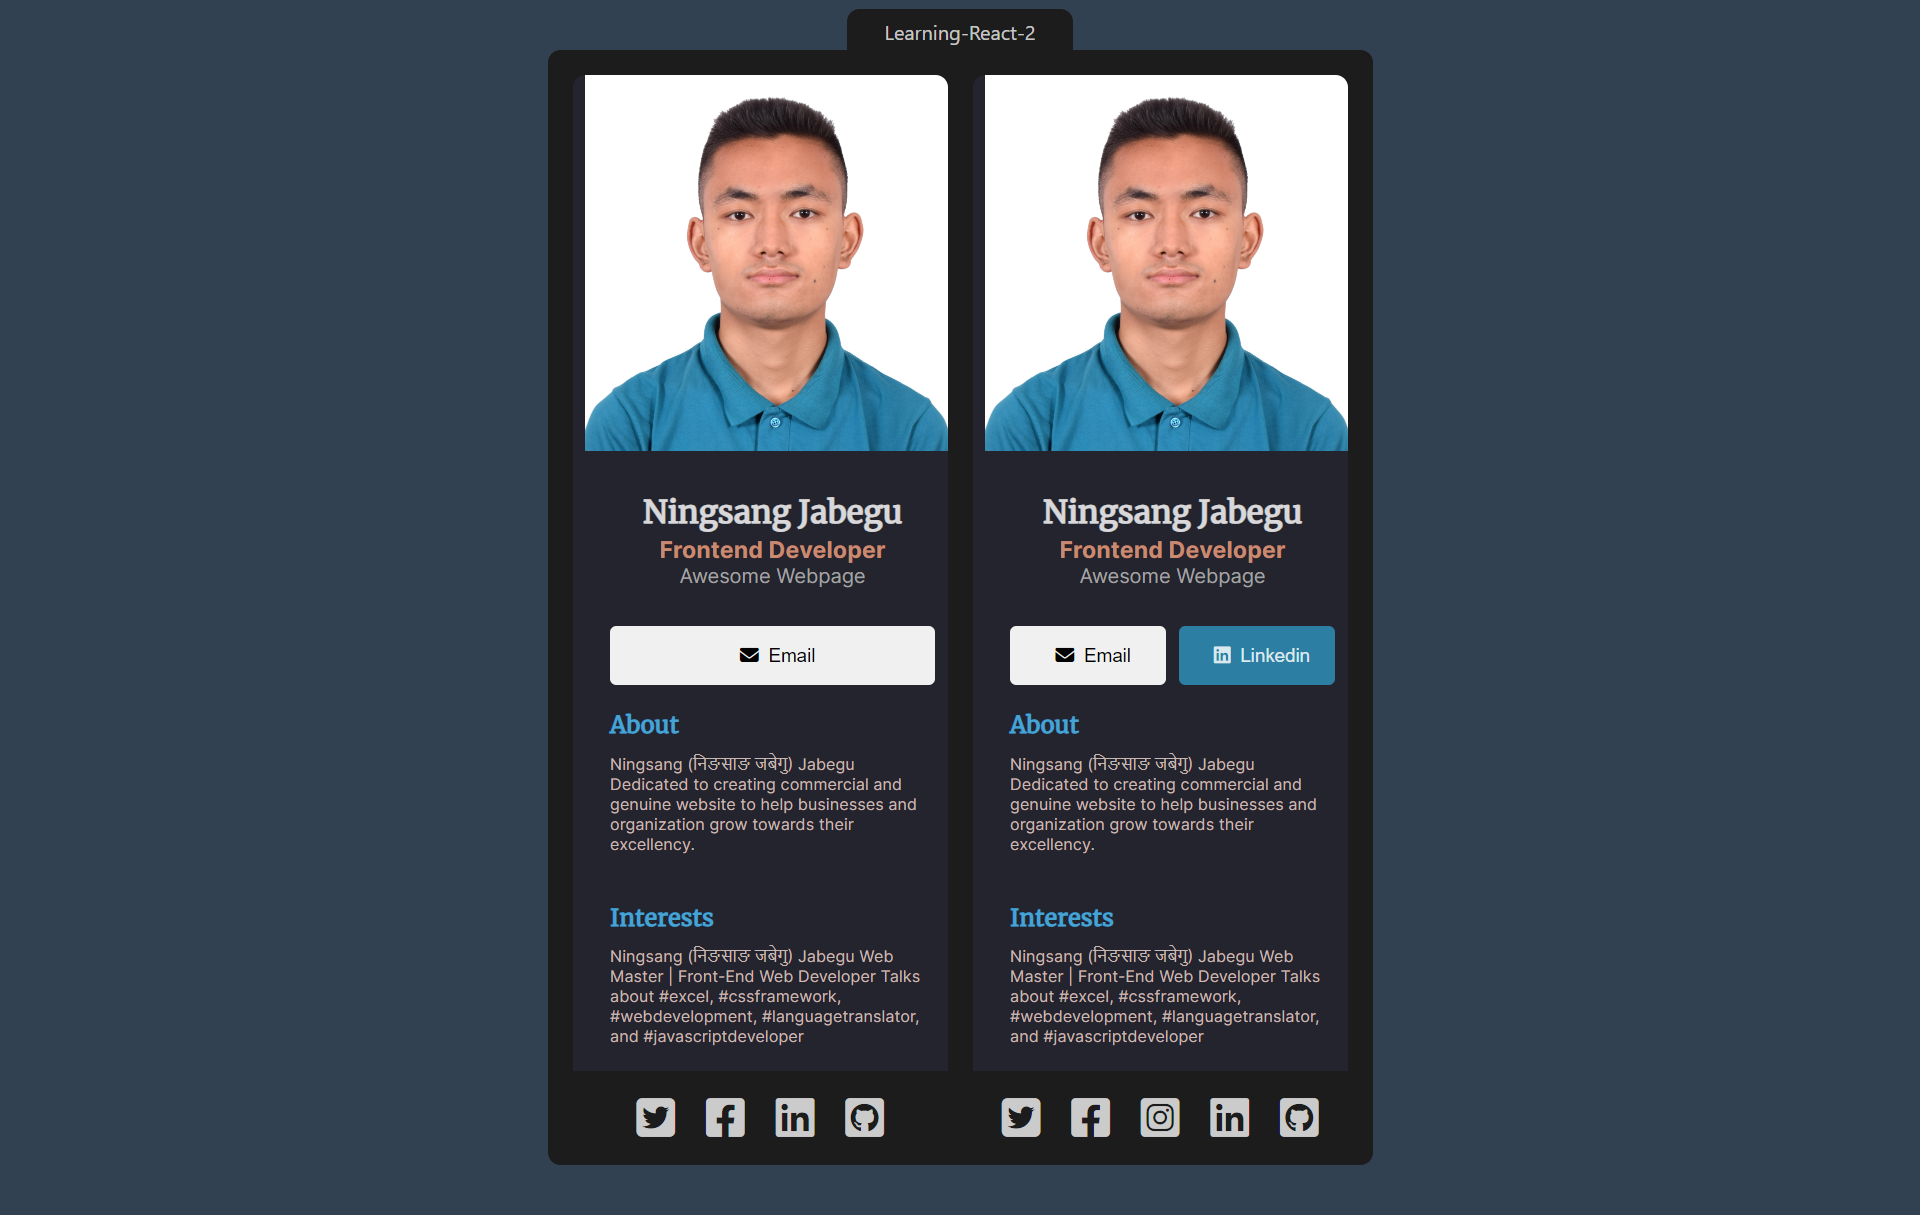 Learning-React-2
Ningsang Jabegu
Frontend Developer
Awesome Webpage
Email
About
Ningsang (निङसाङ जबेगु) Jabegu
Dedicated to creating commercial and
genuine website to help businesses and
organization grow towards their
excellency.
Interests
Ningsang (निङसाङ जबेगु) Jabegu Web
Master | Front-End Web Developer Talks
about #excel, #cssframework,
#webdevelopment, #languagetranslator,
and #javascriptdeveloper
Ningsang Jabegu
Frontend Developer
Awesome Webpage
Email
Linkedin
About
Ningsang (निङसाङ जबेगु) Jabegu
Dedicated to creating commercial and
genuine website to help businesses and
organization grow towards their
excellency.
Interests
Ningsang (निङसाङ जबेगु) Jabegu Web
Master | Front-End Web Developer Talks
about #excel, #cssframework,
#webdevelopment, #languagetranslator,
and #javascriptdeveloper